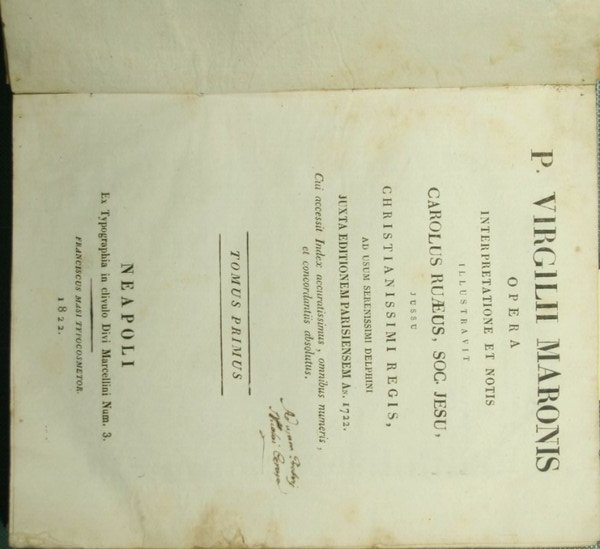 P. VIRGILII MARONIS
OPERA
INTERPRETATIONE ET NOTIS
ILLUSTRAVIT
CAROLUS RUÆUS, SOC. JESU,
JUSSU
CHRISTIANISSIMI REGIS,
AD USUM SERENISSIMI DELPHINI
JUXTA EDITIONEM PARISIENSEM AN. 1722.
Cui accessit Index accuratissimus, omnibus numeris,
et concordantiis absolutus.
TOMUS PRIMUS
NEAPOLI
Ex Typographia in clivulo Divi Marcellini Num. 3.
FRANCISCUS MASI TYPOCOSMETOR.
1822.